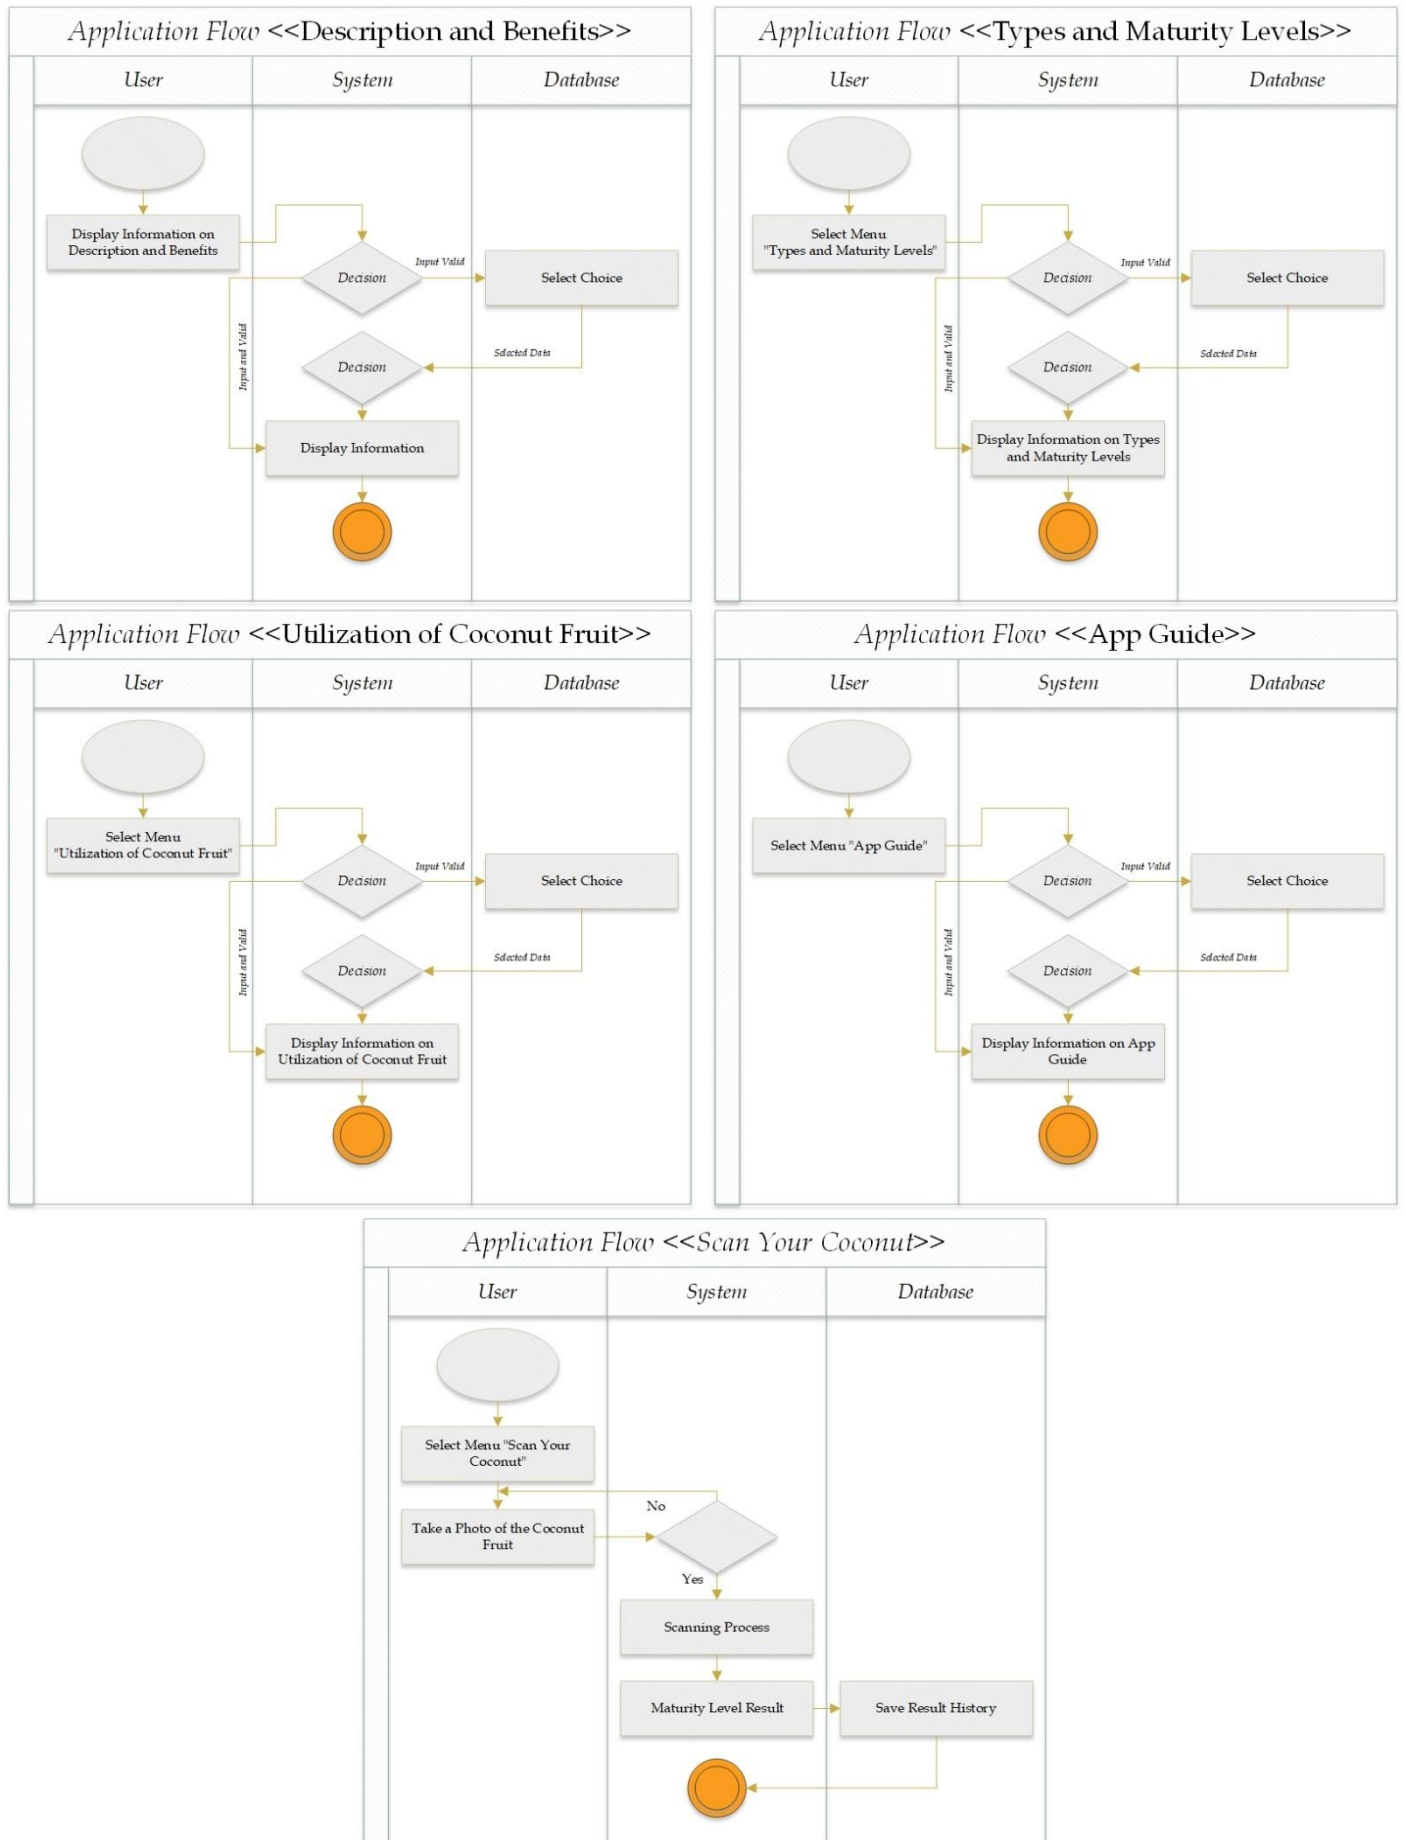 Application Flow <<Description and Benefits>>
User
System
Database
Display Information on
Description and Benefits
Decision
Input Valid
Select Choice
Input and Valid
Decision
Selected Data
Display Information
Application Flow <<Types and Maturity Levels>>
User
System
Database
Select Menu
"Types and Maturity Levels"
Decision
Input Valid
Select Choice
Input and Valid
Decision
Selected Data
Display Information on Types
and Maturity Levels
Application Flow <<Utilization of Coconut Fruit>>
User
System
Database
Select Menu
"Utilization of Coconut Fruit"
Decision
Input Valid
Select Choice
Input and Valid
Decision
Selected Data
Display Information on
Utilization of Coconut Fruit
Application Flow <<App Guide>>
User
System
Database
Select Menu "App Guide"
Decision
Input Valid
Select Choice
Input and Valid
Decision
Selected Data
Display Information on App
Guide
Application Flow <<Scan Your Coconut>>
User
System
Database
Select Menu "Scan Your
Coconut"
No
Take a Photo of the Coconut
Fruit
Yes
Scanning Process
Maturity Level Result
Save Result History